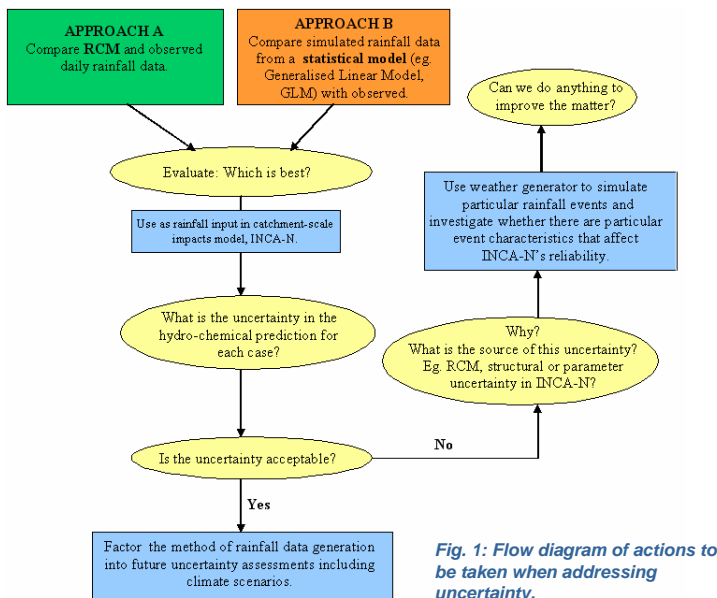 APPROACH A
Compare RCM and observed
daily rainfall data.
APPROACH B
Compare simulated rainfall data
from a statistical model (eg.
Generalised Linear Model,
GLM) with observed.
Evaluate: Which is best?
Use as rainfall input in catchment-scale
impacts model, INCA-N.
What is the uncertainty in the
hydro-chemical prediction for
each case?
Is the uncertainty acceptable?
Yes
Factor the method of rainfall data generation
into future uncertainty assessments including
climate scenarios.
No
Why?
What is the source of this uncertainty?
Eg. RCM, structural or parameter
uncertainty in INCA-N?
Use weather generator to simulate
particular rainfall events and
investigate whether there are particular
event characteristics that affect
INCA-N's reliability.
Can we do anything to
improve the matter?
Fig. 1: Flow diagram of actions to
be taken when addressing
uncertainty.